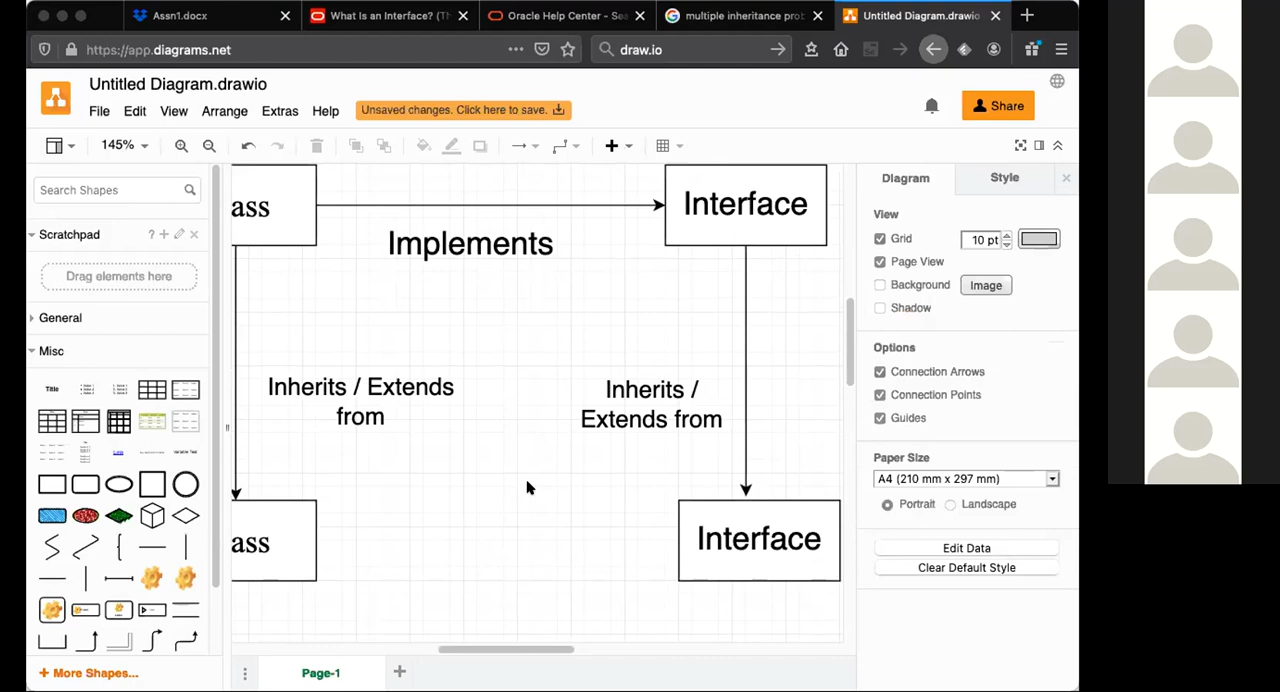 Assn1.docx
What Is an Interface? (Th
Oracle Help Center - Sea
multiple inheritance prob
Untitled Diagram.drawio
https://app.diagrams.net
draw.io
Untitled Diagram.drawio
File Edit View Arrange Extras Help
Unsaved changes. Click here to save.
Share
145%
Search Shapes
Scratchpad
?
Drag elements here
General
Misc
Title
More Shapes...
ass
Implements
Interface
Inherits / Extends
from
Inherits /
Extends from
ass
Interface
Page-1
Diagram
Style
View
Grid
10 pt
Page View
Background
Image
Shadow
Options
Connection Arrows
Connection Points
Guides
Paper Size
A4 (210 mm x 297 mm)
Portrait
Landscape
Edit Data
Clear Default Style